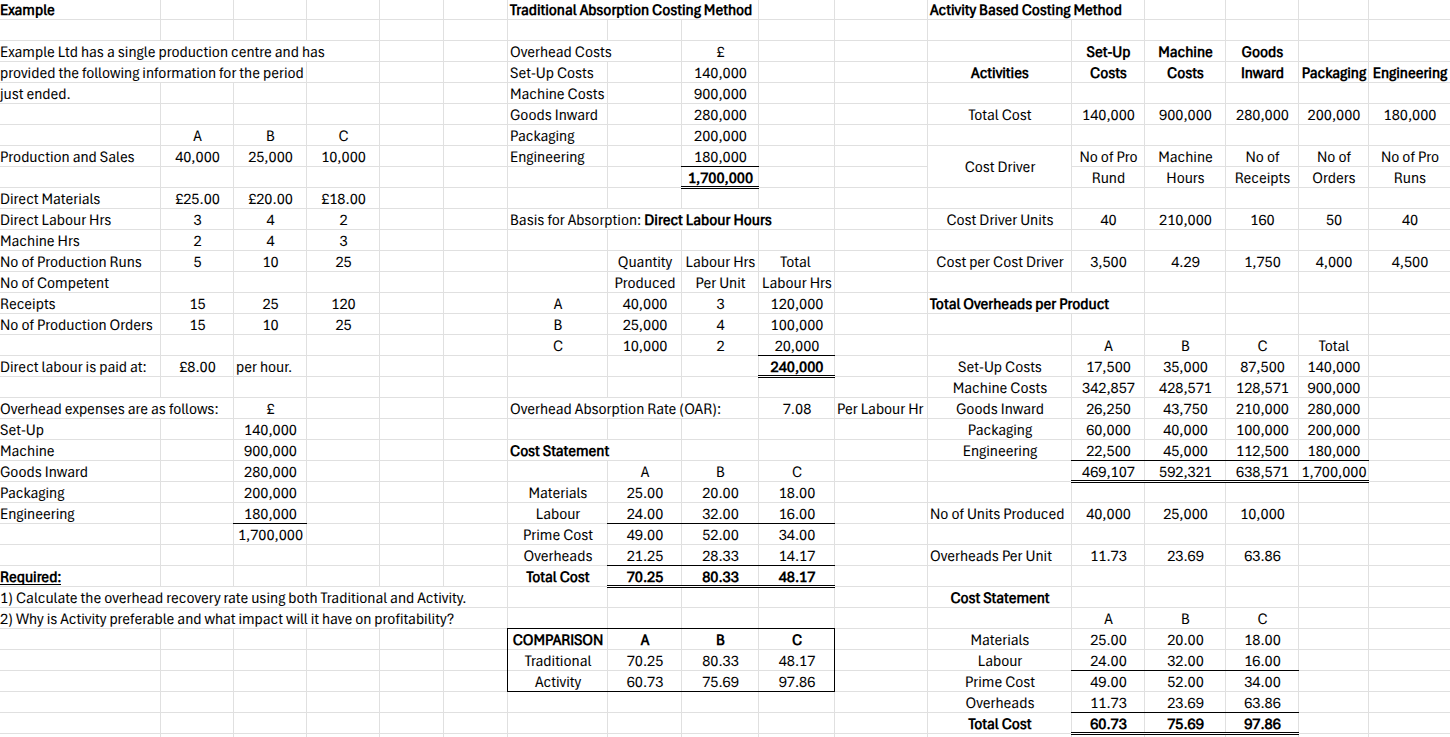 Example
Example Ltd has a single production centre and has
provided the following information for the period
just ended.
A B C
Production and Sales 40,000 25,000 10,000
Direct Materials £25.00 £20.00 £18.00
Direct Labour Hrs 3 4 2
Machine Hrs 2 4 3
No of Production Runs 5 10 25
No of Competent
Receipts 15 25 120
No of Production Orders 15 10 25
Direct labour is paid at: £8.00 per hour.
Overhead expenses are as follows: £
Set-Up 140,000
Machine 900,000
Goods Inward 280,000
Packaging 200,000
Engineering 180,000
1,700,000
Required:
1) Calculate the overhead recovery rate using both Traditional and Activity.
2) Why is Activity preferable and what impact will it have on profitability?
Traditional Absorption Costing Method
Overhead Costs £
Set-Up Costs 140,000
Machine Costs 900,000
Goods Inward 280,000
Packaging 200,000
Engineering 180,000
1,700,000
Basis for Absorption: Direct Labour Hours
Quantity Labour Hrs Total
Produced Per Unit Labour Hrs
A 40,000 3 120,000
B 25,000 4 100,000
C 10,000 2 20,000
240,000
Overhead Absorption Rate (OAR): 7.08 Per Labour Hr
Cost Statement
A B C
Materials 25.00 20.00 18.00
Labour 24.00 32.00 16.00
Prime Cost 49.00 52.00 34.00
Overheads 21.25 28.33 14.17
Total Cost 70.25 80.33 48.17
COMPARISON A B C
Traditional 70.25 80.33 48.17
Activity 60.73 75.69 97.86
Activity Based Costing Method
Set-Up Machine Goods
Activities Costs Costs Inward Packaging Engineering
Total Cost 140,000 900,000 280,000 200,000 180,000
Cost Driver
No of Pro Machine No of No of No of Pro
Rund Hours Receipts Orders Runs
Cost Driver Units 40 210,000 160 50 40
Cost per Cost Driver 3,500 4.29 1,750 4,000 4,500
Total Overheads per Product
A B C Total
Set-Up Costs 17,500 35,000 87,500 140,000
Machine Costs 342,857 428,571 128,571 900,000
Goods Inward 26,250 43,750 210,000 280,000
Packaging 60,000 40,000 100,000 200,000
Engineering 22,500 45,000 112,500 180,000
469,107 592,321 638,571 1,700,000
No of Units Produced 40,000 25,000 10,000
Overheads Per Unit 11.73 23.69 63.86
Cost Statement
A B C
Materials 25.00 20.00 18.00
Labour 24.00 32.00 16.00
Prime Cost 49.00 52.00 34.00
Overheads 11.73 23.69 63.86
Total Cost 60.73 75.69 97.86